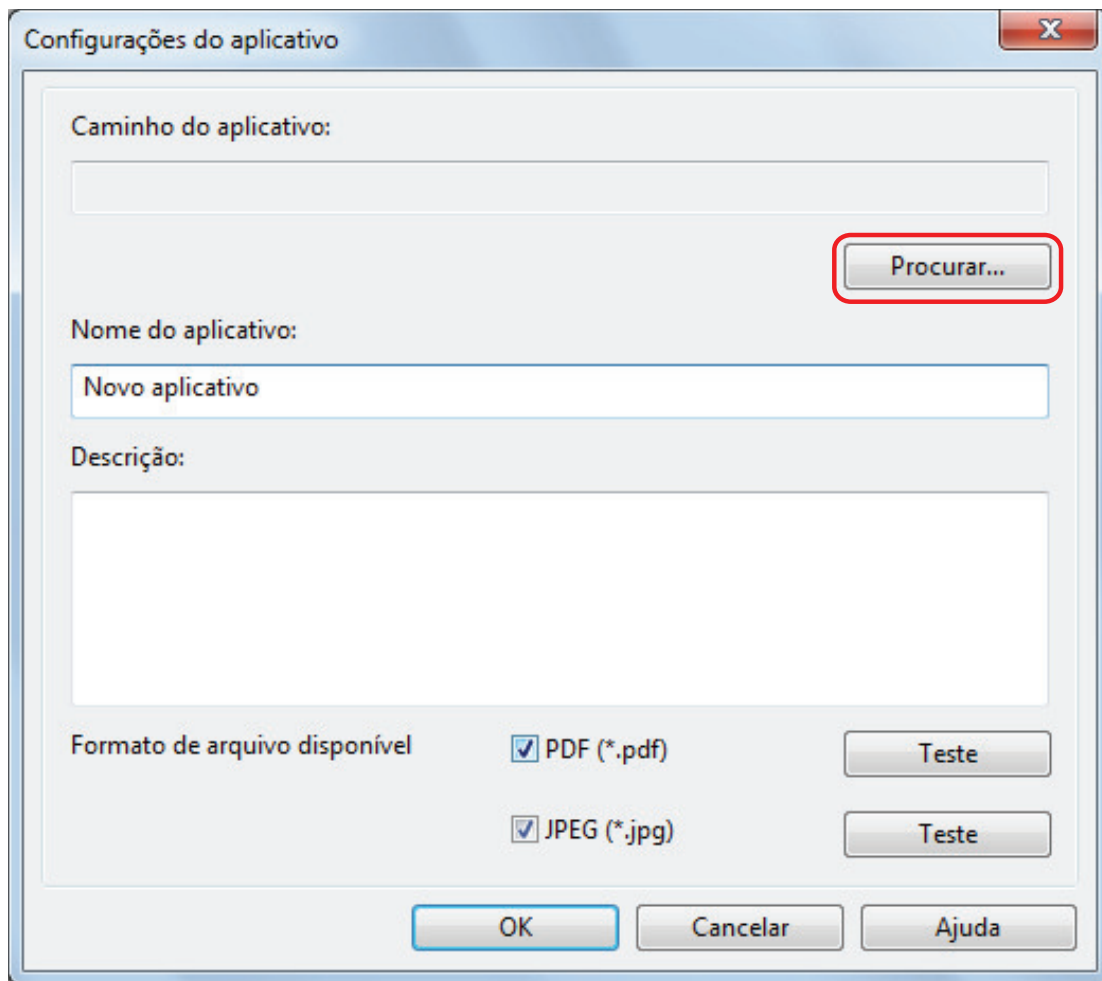 Configurações do aplicativo
Caminho do aplicativo:
Procurar...
Nome do aplicativo:
Novo aplicativo
Descrição:
Formato de arquivo disponível
PDF (*.pdf)
Teste
JPEG (*.jpg)
Teste
OK
Cancelar
Ajuda